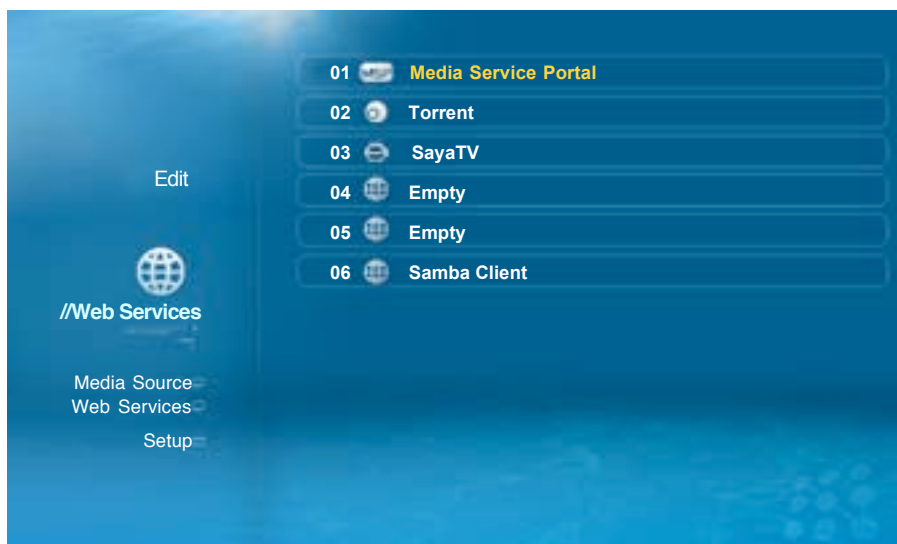 01 Media Service Portal
02 Torrent
03 SayaTV
04 Empty
05 Empty
06 Samba Client
Edit
//Web Services
Media Source
Web Services
Setup